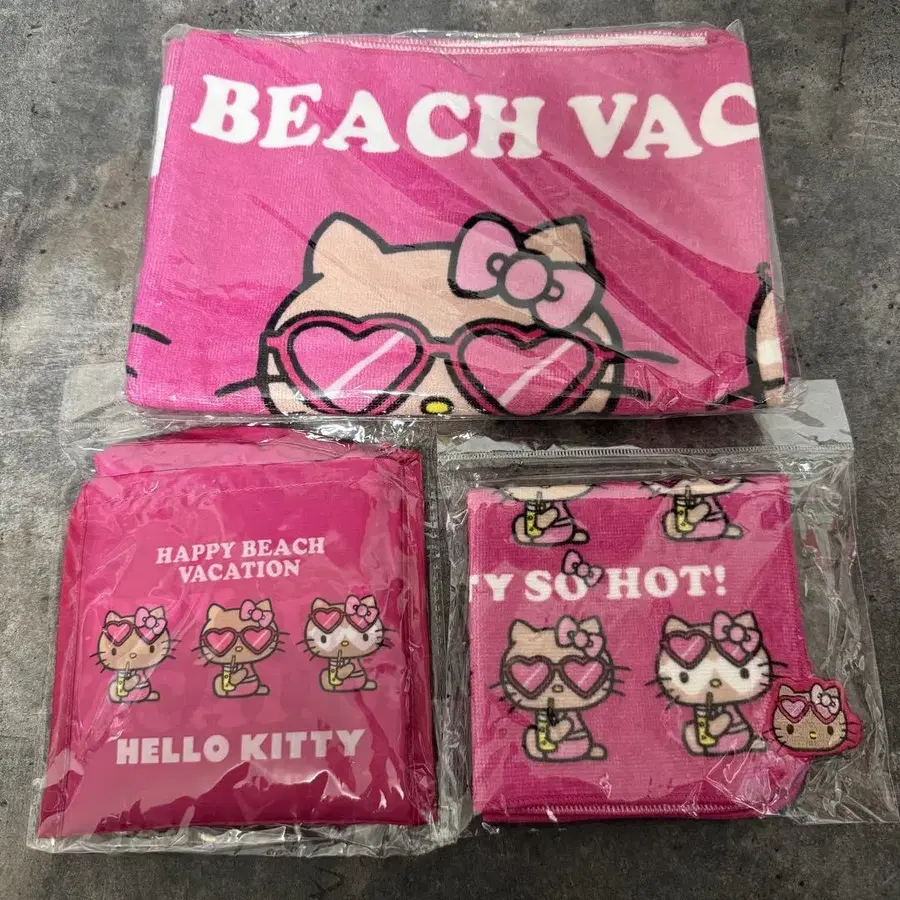 BEACH VAC
HAPPY BEACH
VACATION
HELLO KITTY
TY SO HOT!